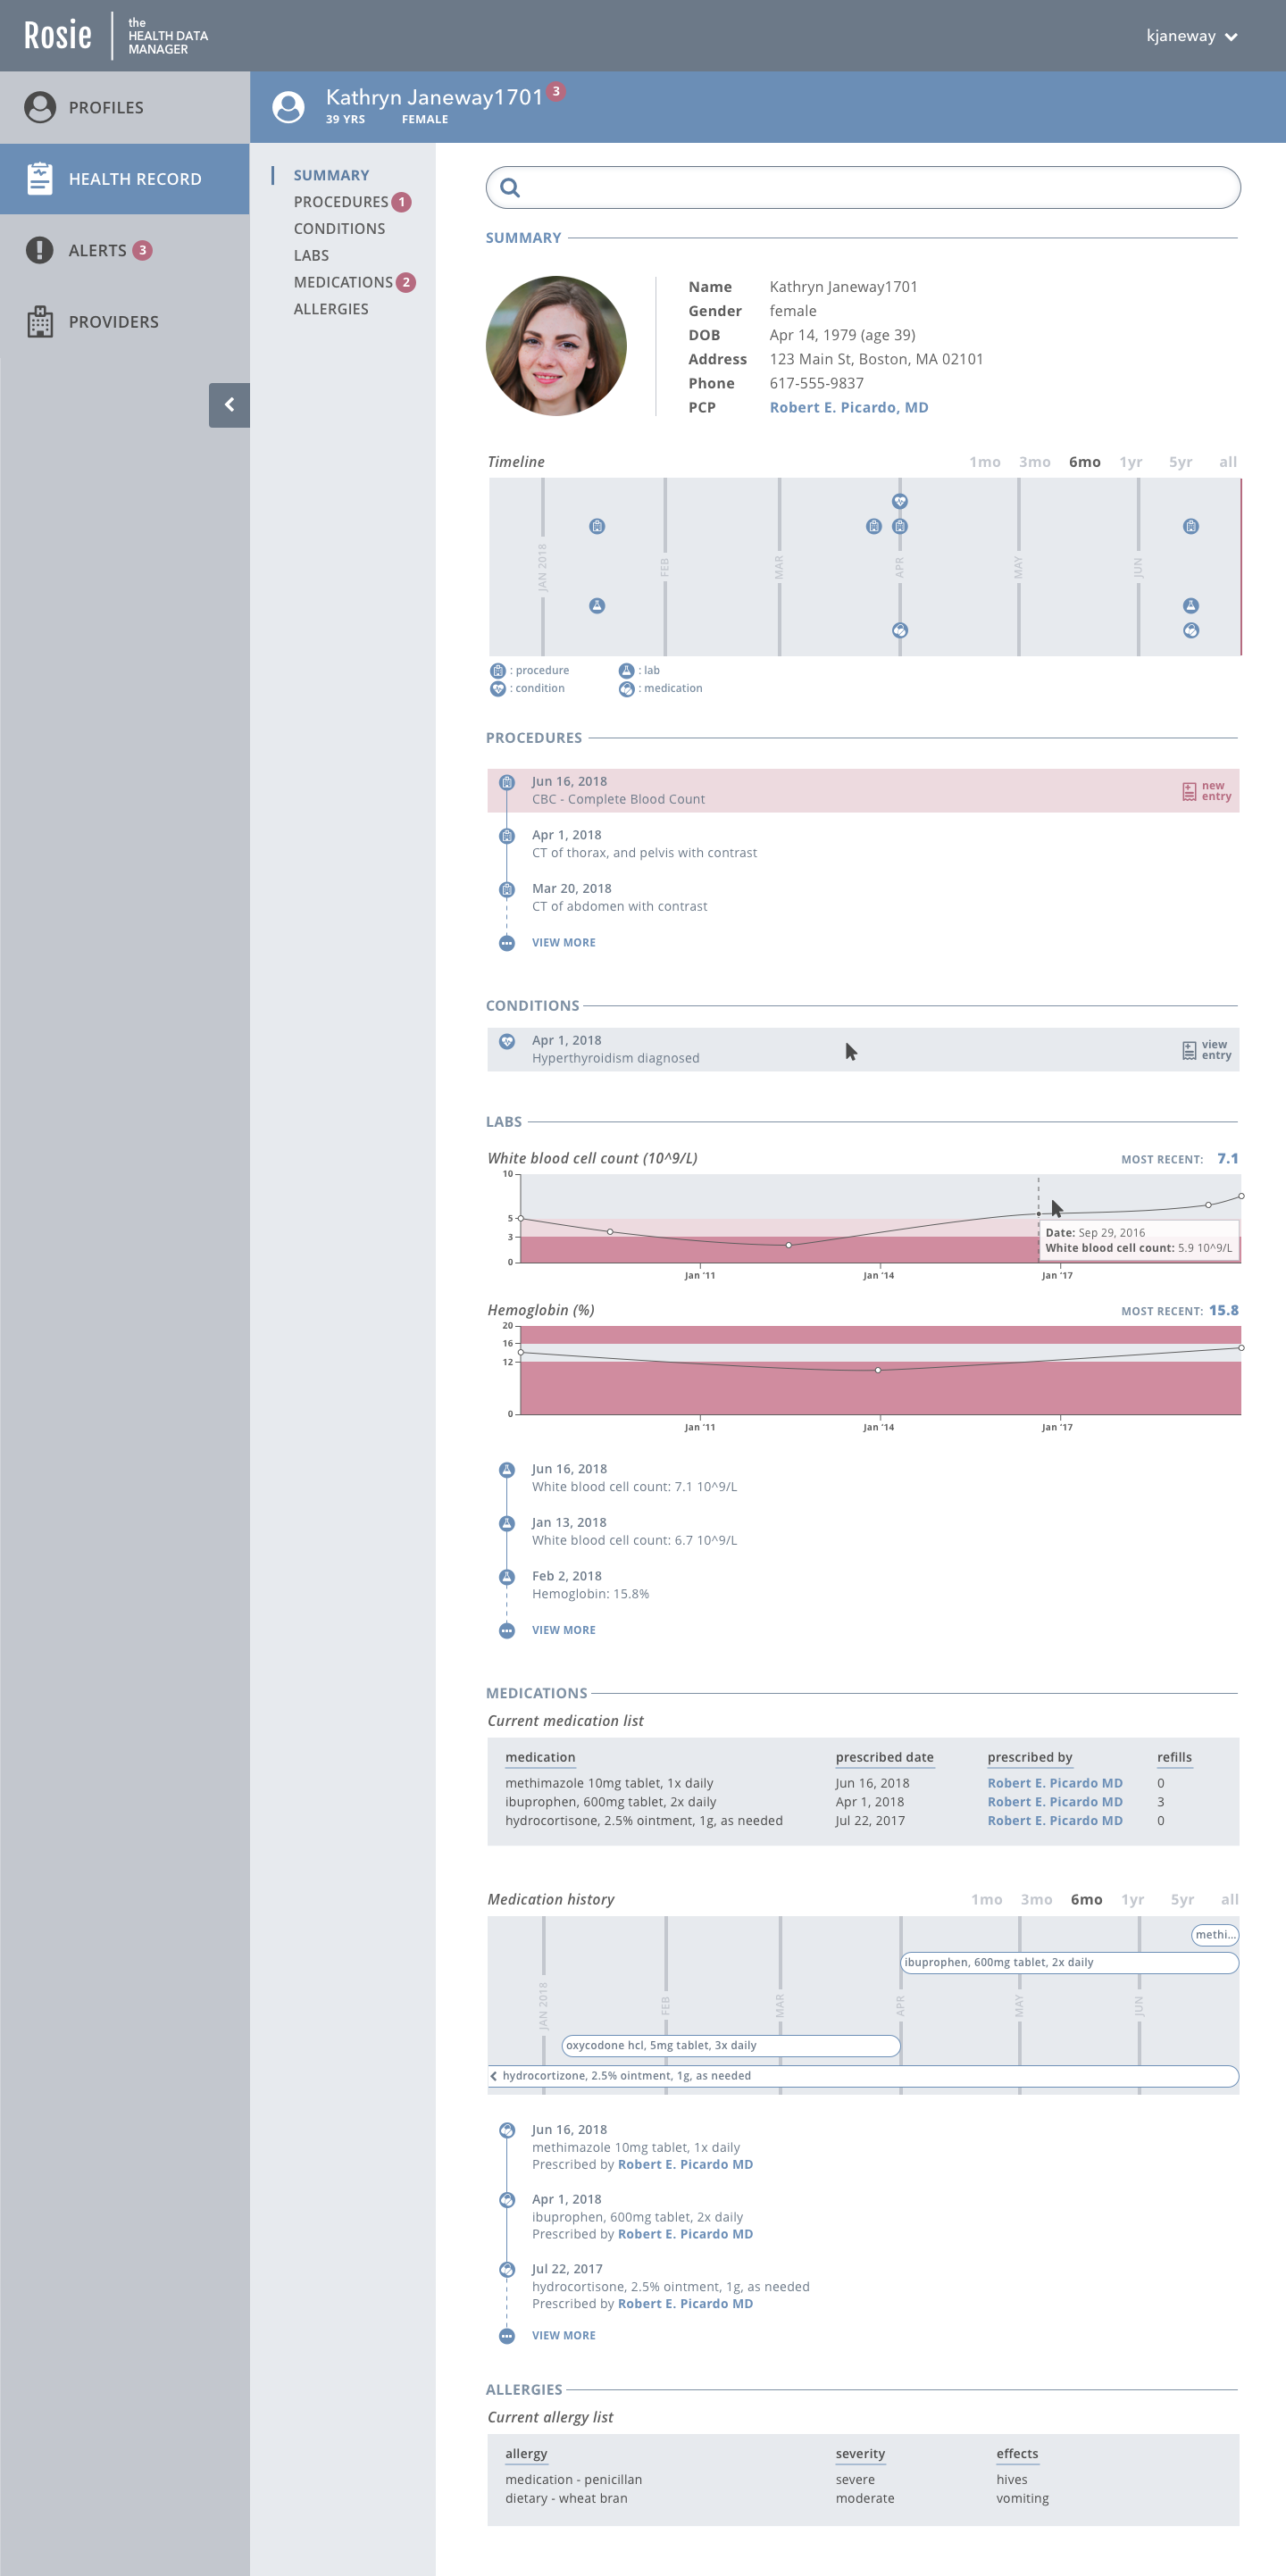 Rosie
the
HEALTH DATA
MANAGER
kjaneway
PROFILES
HEALTH RECORD
ALERTS 3
PROVIDERS
Kathryn Janeway1701 3
39 YRS FEMALE
SUMMARY
PROCEDURES 1
CONDITIONS
LABS
MEDICATIONS 2
ALLERGIES
SUMMARY
Name Kathryn Janeway1701
Gender female
DOB Apr 14, 1979 (age 39)
Address 123 Main St, Boston, MA 02101
Phone 617-555-9837
PCP Robert E. Picardo, MD
Timeline 1mo 3mo 6mo 1yr 5yr all
JAN 2018 FEB MAR APR MAY JUN
: procedure : lab
: condition : medication
PROCEDURES
Jun 16, 2018
CBC - Complete Blood Count
new
entry
Apr 1, 2018
CT of thorax, and pelvis with contrast
Mar 20, 2018
CT of abdomen with contrast
VIEW MORE
CONDITIONS
Apr 1, 2018
Hyperthyroidism diagnosed
view
entry
LABS
White blood cell count (10^9/L) MOST RECENT: 7.1
10
5
3
0
Date: Sep 29, 2016
White blood cell count: 5.9 10^9/L
Jan '11 Jan '14 Jan '17
Hemoglobin (%) MOST RECENT: 15.8
20
16
12
0
Jan '11 Jan '14 Jan '17
Jun 16, 2018
White blood cell count: 7.1 10^9/L
Jan 13, 2018
White blood cell count: 6.7 10^9/L
Feb 2, 2018
Hemoglobin: 15.8%
VIEW MORE
MEDICATIONS
Current medication list
medication prescribed date prescribed by refills
methimazole 10mg tablet, 1x daily Jun 16, 2018 Robert E. Picardo MD 0
ibuprophen, 600mg tablet, 2x daily Apr 1, 2018 Robert E. Picardo MD 3
hydrocortisone, 2.5% ointment, 1g, as needed Jul 22, 2017 Robert E. Picardo MD 0
Medication history 1mo 3mo 6mo 1yr 5yr all
methi...
ibuprophen, 600mg tablet, 2x daily
JAN 2018 FEB MAR APR MAY JUN
oxycodone hcl, 5mg tablet, 3x daily
hydrocortizone, 2.5% ointment, 1g, as needed
Jun 16, 2018
methimazole 10mg tablet, 1x daily
Prescribed by Robert E. Picardo MD
Apr 1, 2018
ibuprophen, 600mg tablet, 2x daily
Prescribed by Robert E. Picardo MD
Jul 22, 2017
hydrocortisone, 2.5% ointment, 1g, as needed
Prescribed by Robert E. Picardo MD
VIEW MORE
ALLERGIES
Current allergy list
allergy severity effects
medication - penicillan severe hives
dietary - wheat bran moderate vomiting